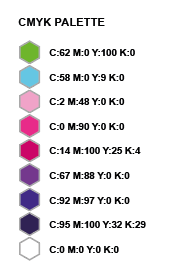 CMYK PALETTE
C:62 M:0 Y:100 K:0
C:58 M:0 Y:9 K:0
C:2 M:48 Y:0 K:0
C:0 M:90 Y:0 K:0
C:14 M:100 Y:25 K:4
C:67 M:88 Y:0 K:0
C:92 M:97 Y:0 K:0
C:95 M:100 Y:32 K:29
C:0 M:0 Y:0 K:0